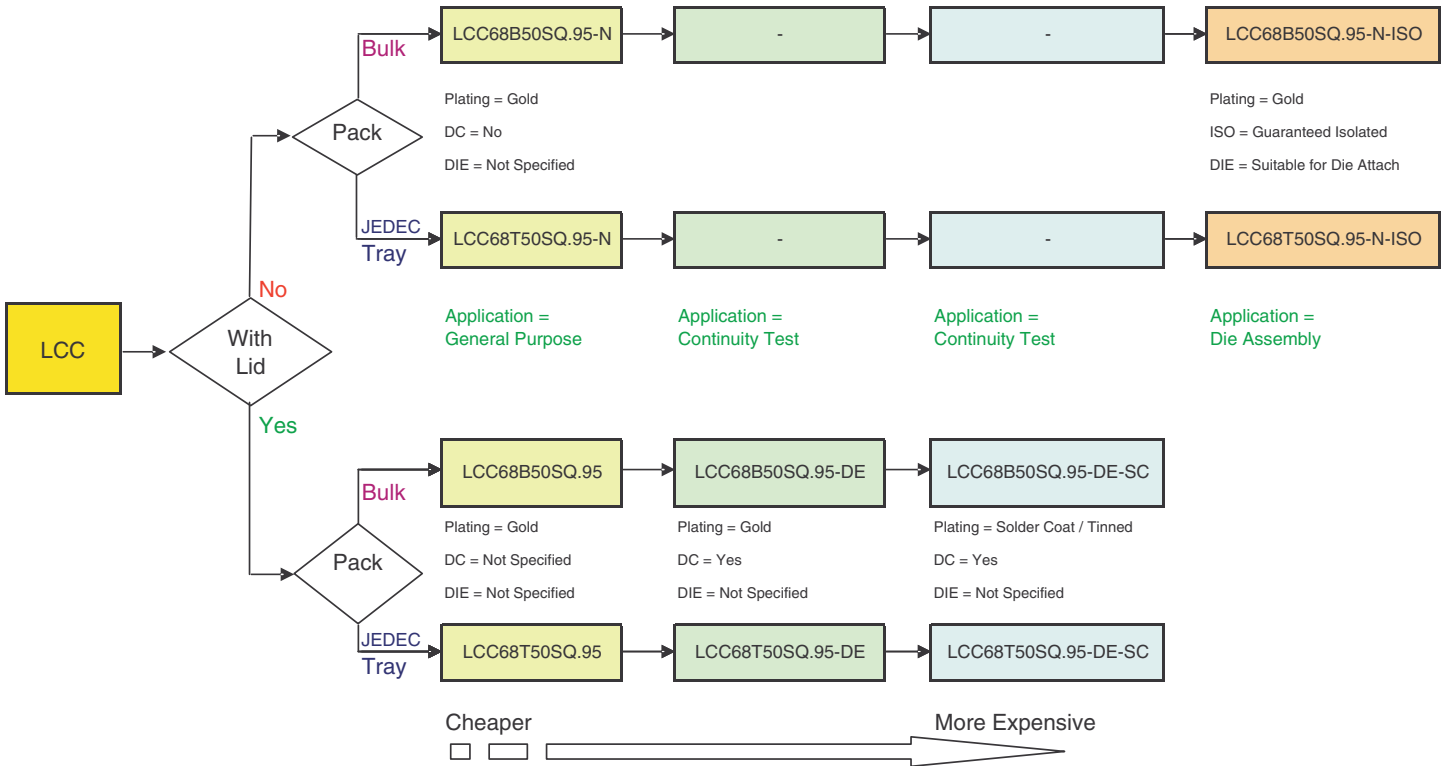 LCC68B50SQ.95-N
-
-
LCC68B50SQ.95-N-ISO
Bulk
Plating = Gold
DC = No
DIE = Not Specified
Plating = Gold
ISO = Guaranteed Isolated
DIE = Suitable for Die Attach
Pack
JEDEC
Tray
LCC68T50SQ.95-N
-
-
LCC68T50SQ.95-N-ISO
No
Application =
General Purpose
Application =
Continuity Test
Application =
Continuity Test
Application =
Die Assembly
LCC
With
Lid
Yes
LCC68B50SQ.95
LCC68B50SQ.95-DE
LCC68B50SQ.95-DE-SC
Bulk
Plating = Gold
DC = Not Specified
DIE = Not Specified
Plating = Gold
DC = Yes
DIE = Not Specified
Plating = Solder Coat / Tinned
DC = Yes
DIE = Not Specified
Pack
JEDEC
Tray
LCC68T50SQ.95
LCC68T50SQ.95-DE
LCC68T50SQ.95-DE-SC
Cheaper
More Expensive